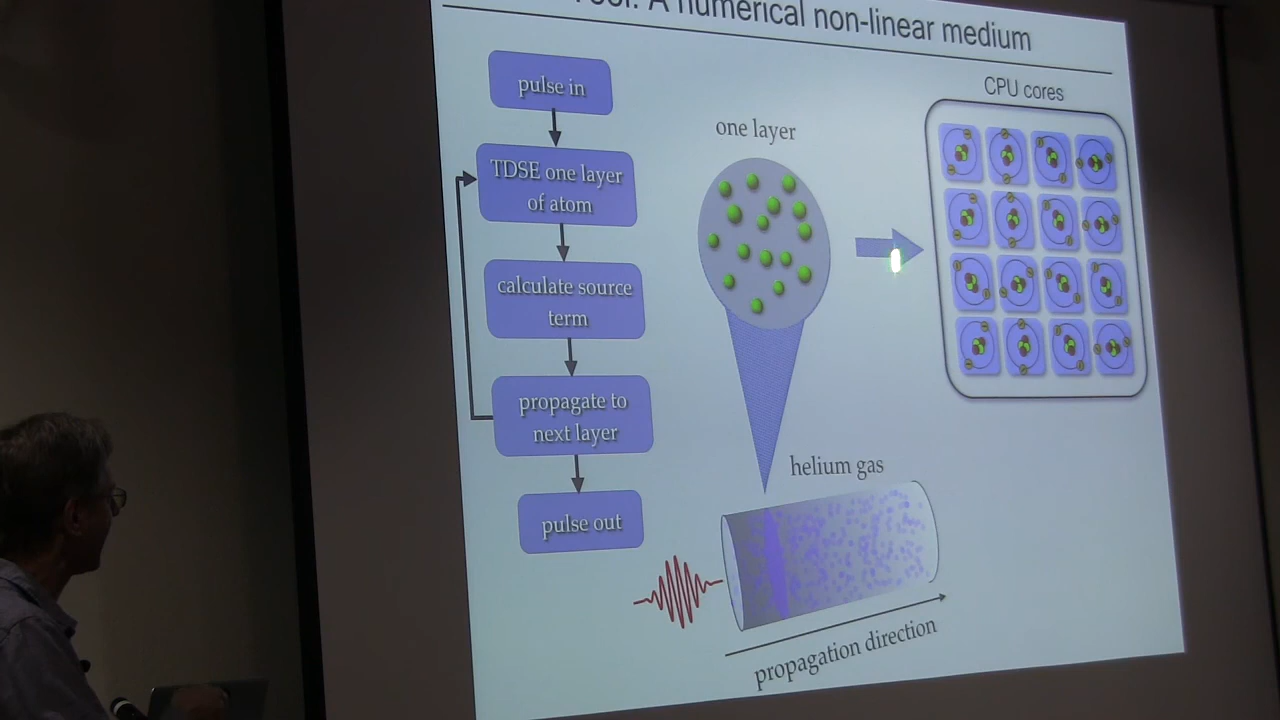 A numerical non-linear medium
pulse in
TDSE one layer
of atom
calculate source
term
propagate to
next layer
pulse out
one layer
CPU cores
helium gas
propagation direction